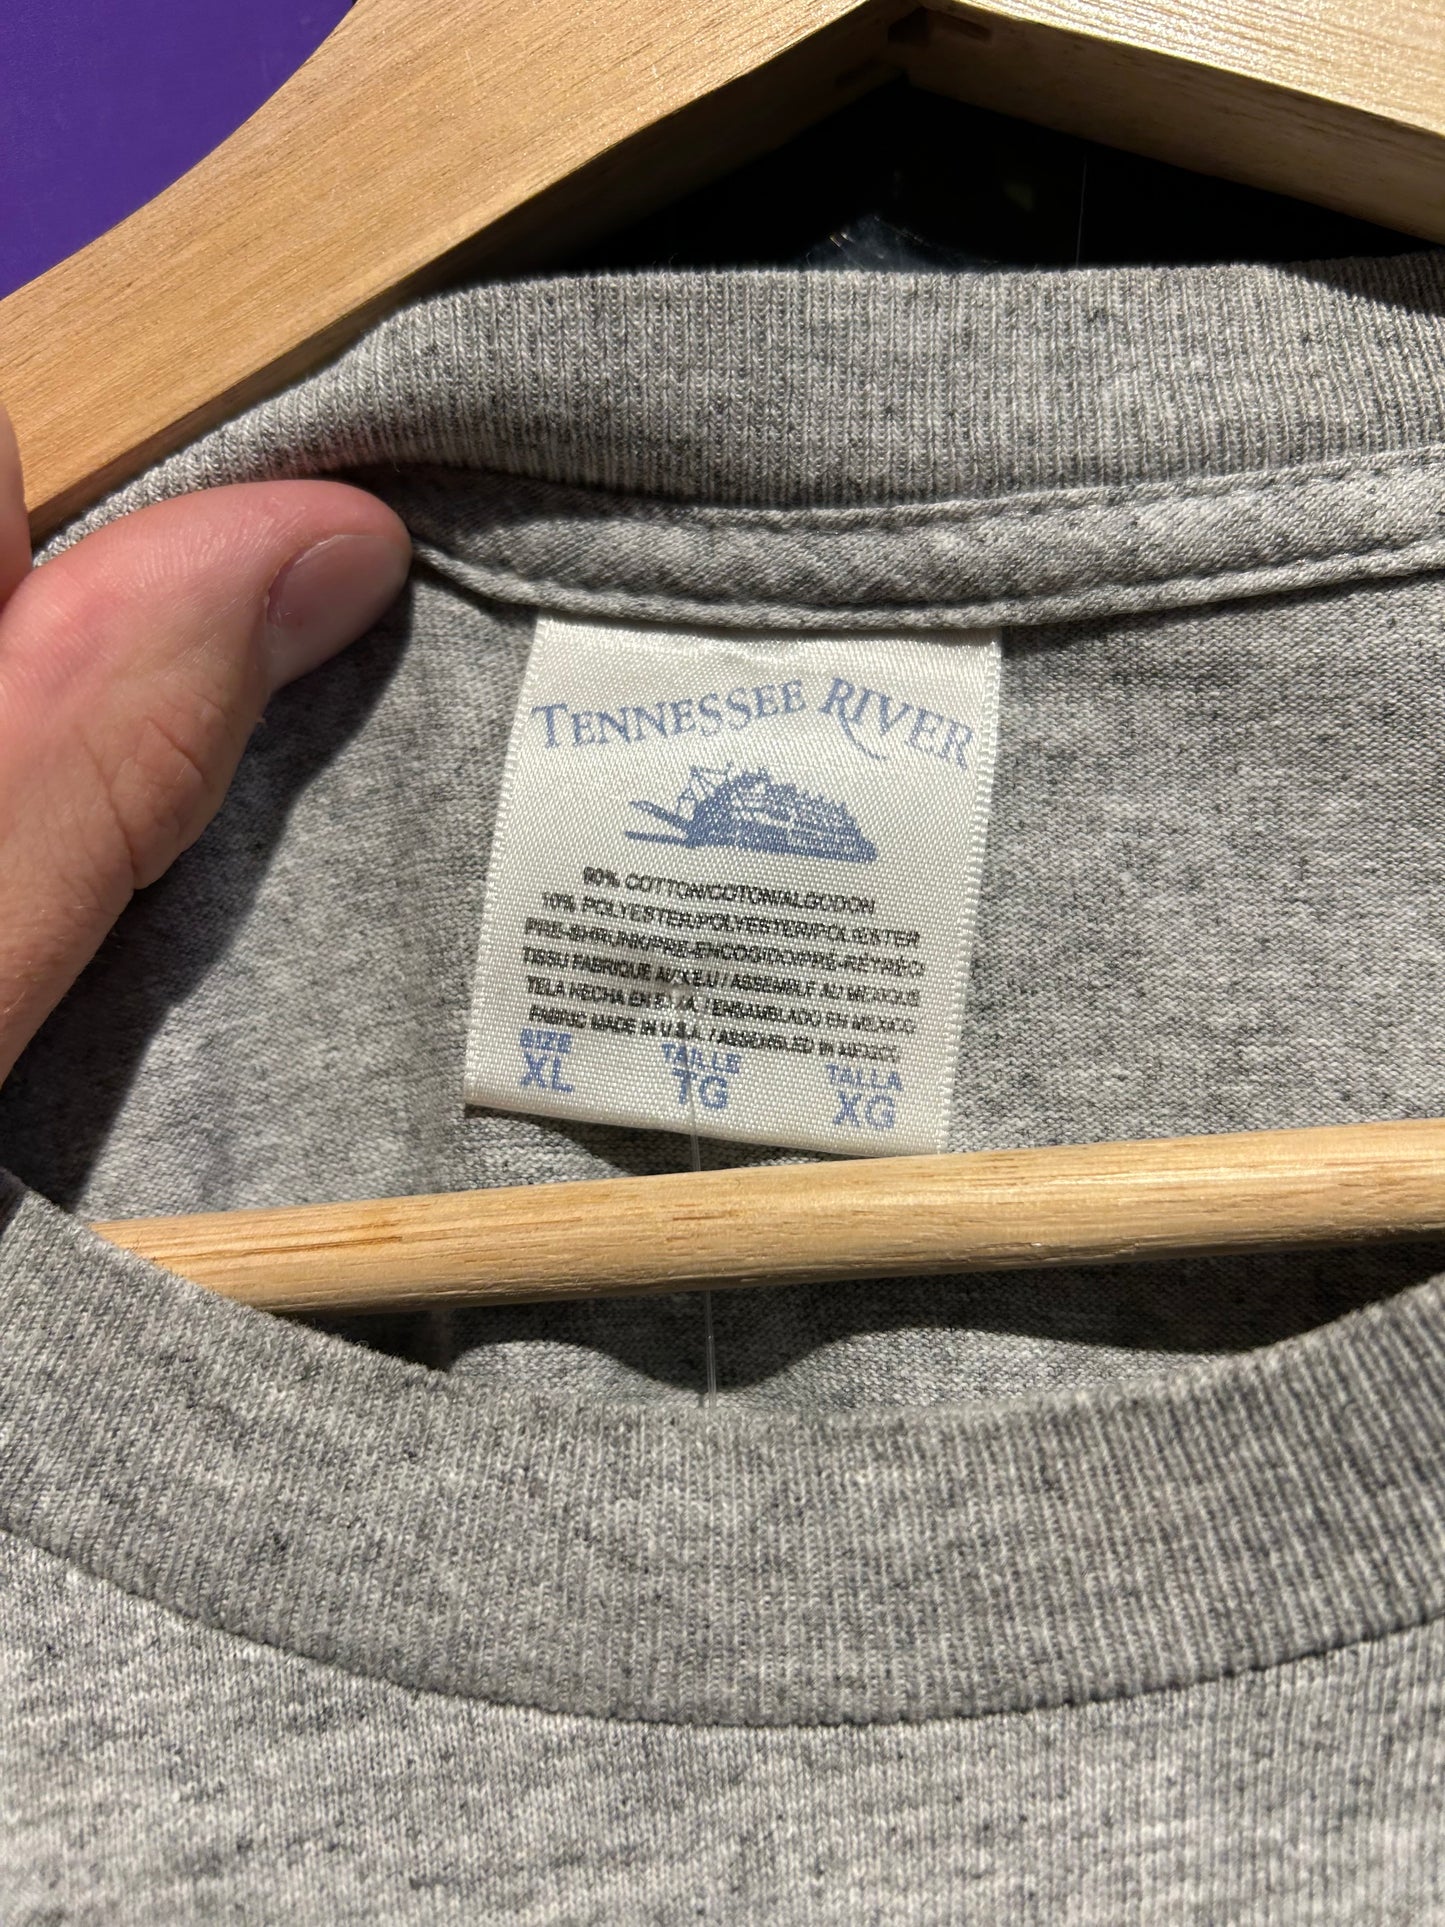 TENNESSEE RIVER
90% COTTON/COTON/ALGODON
10% POLYESTER/POLYESTER/POLIESTER
PRE-SHRUNK/PRE-ENCOGIDO/PRÉ-RÉTRÉCI
TISSU FABRIQUE AUX E.U / ASSEMBLE AU MEXIQUE
TELA HECHA EN E.U.A. / ENSAMBLADO EN MEXICO
FABRIC MADE IN U.S.A. / ASSEMBLED IN MEXICO
SIZE TAILLE TALLA
XL TG XG